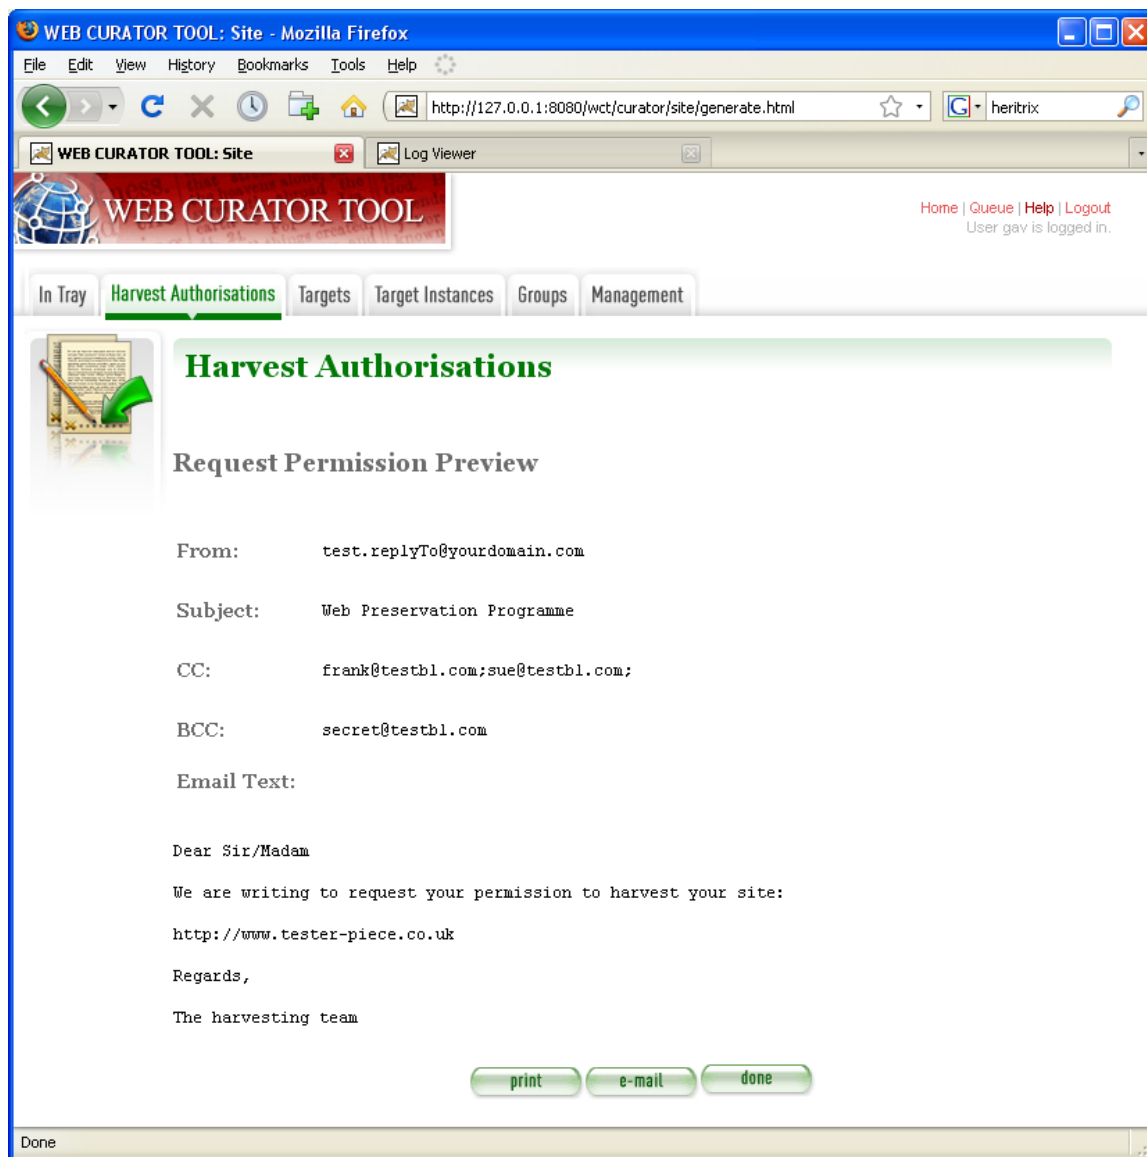 WEB CURATOR TOOL: Site - Mozilla Firefox
File Edit View History Bookmarks Tools Help
http://127.0.0.1:8080/wct/curator/site/generate.html G heritrix
WEB CURATOR TOOL: Site Log Viewer
WEB CURATOR TOOL
Home | Queue | Help | Logout
User gav is logged in.
In Tray Harvest Authorisations Targets Target Instances Groups Management
Harvest Authorisations
Request Permission Preview
From: test.replyTo@yourdomain.com
Subject: Web Preservation Programme
CC: frank@testbl.com;sue@testbl.com;
BCC: secret@testbl.com
Email Text:
Dear Sir/Madam
We are writing to request your permission to harvest your site:
http://www.tester-piece.co.uk
Regards,
The harvesting team
print e-mail done
Done